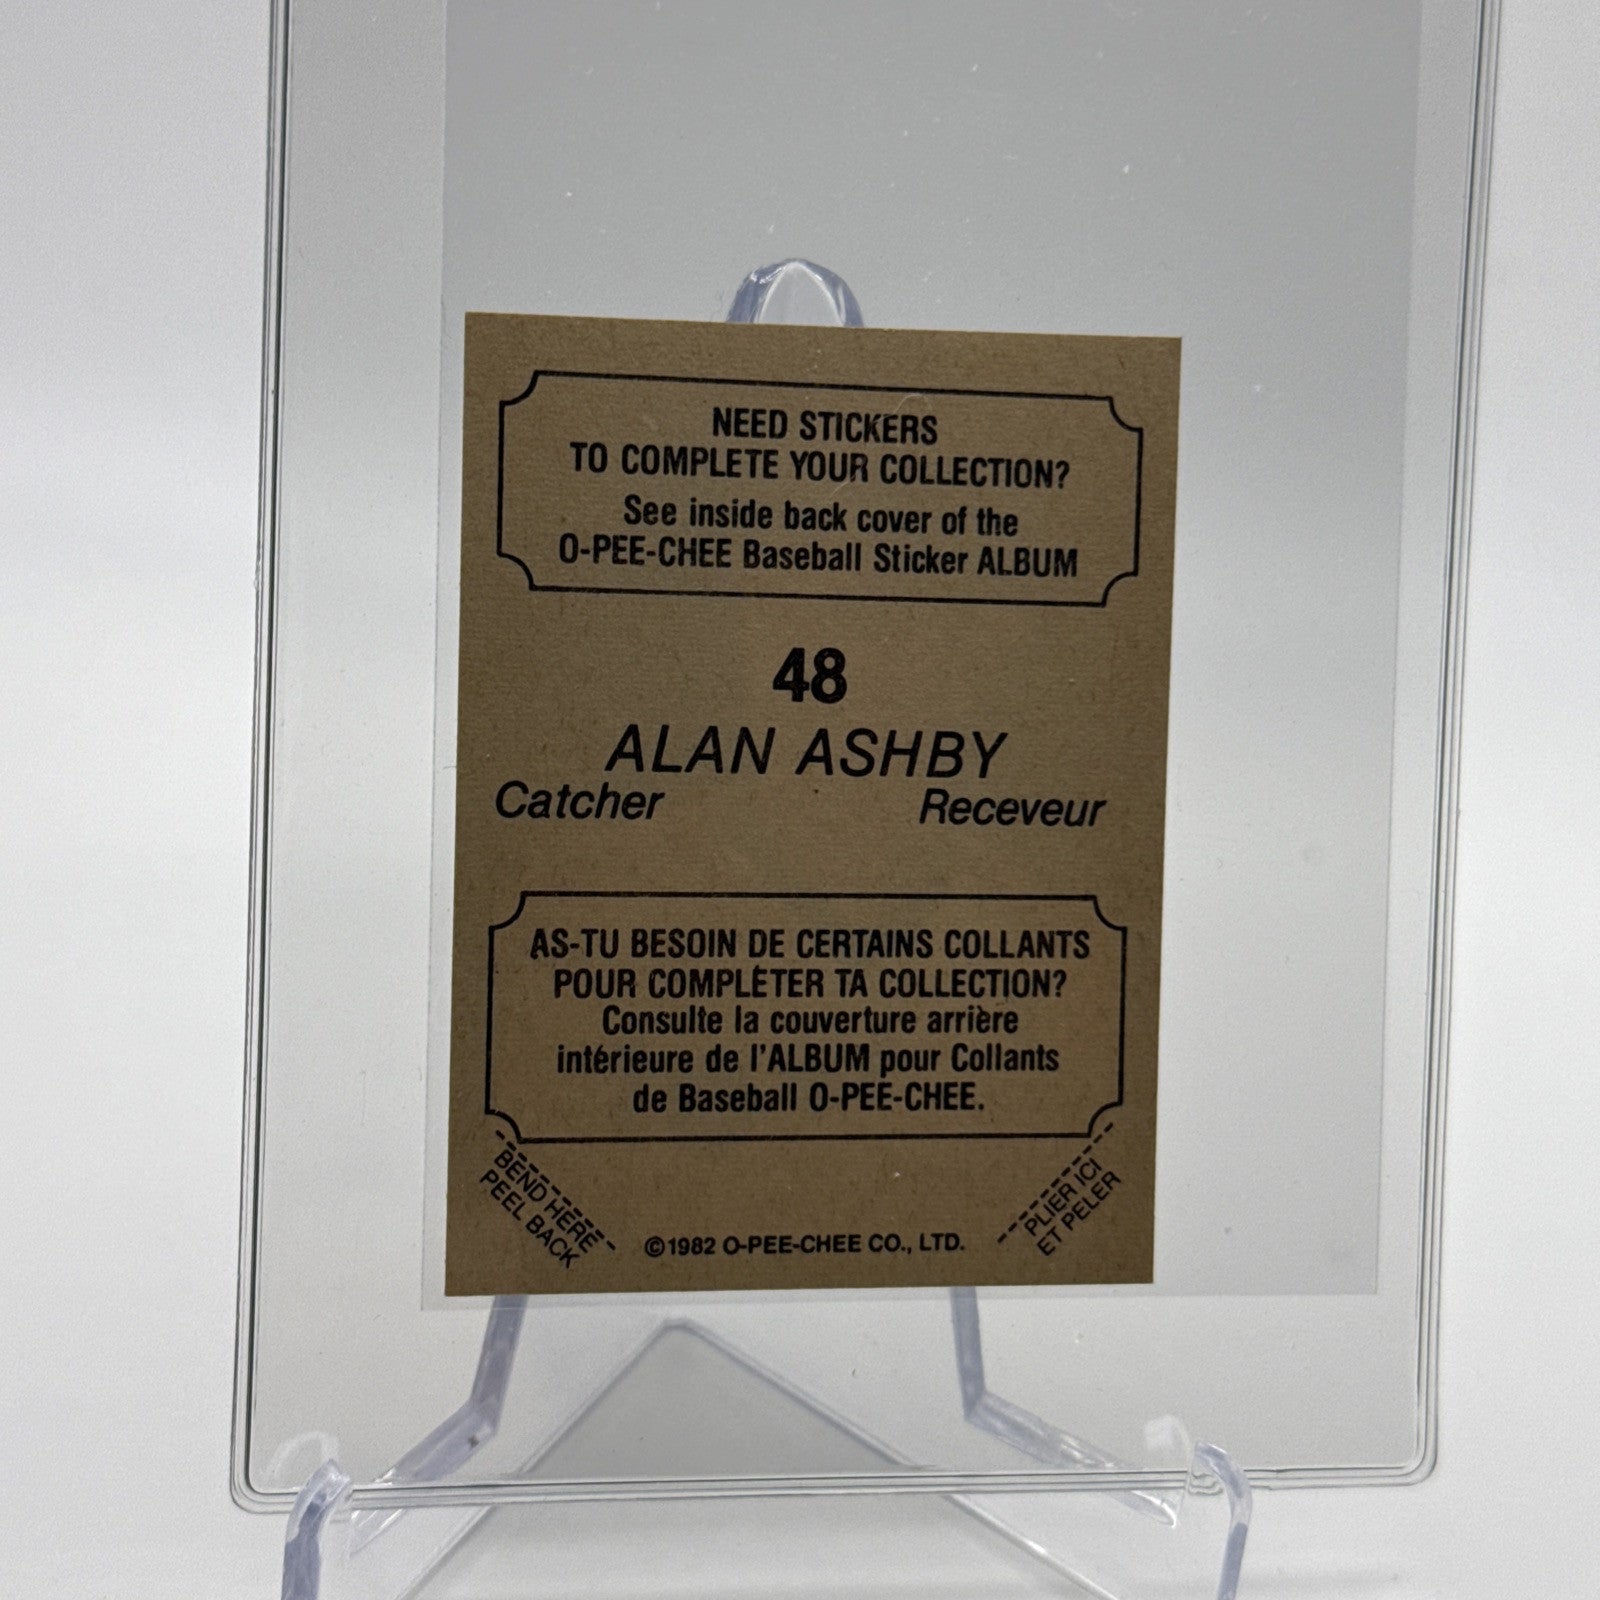 NEED STICKERS
TO COMPLETE YOUR COLLECTION?
See inside back cover of the
O-PEE-CHEE Baseball Sticker ALBUM
48
ALAN ASHBY
Catcher Receveur
AS-TU BESOIN DE CERTAINS COLLANTS
POUR COMPLÉTER TA COLLECTION?
Consulte la couverture arrière
intérieure de l'ALBUM pour Collants
de Baseball O-PEE-CHEE.
BEND HERE
PEEL BACK
©1982 O-PEE-CHEE CO., LTD.
PLIER ICI
ET PELER